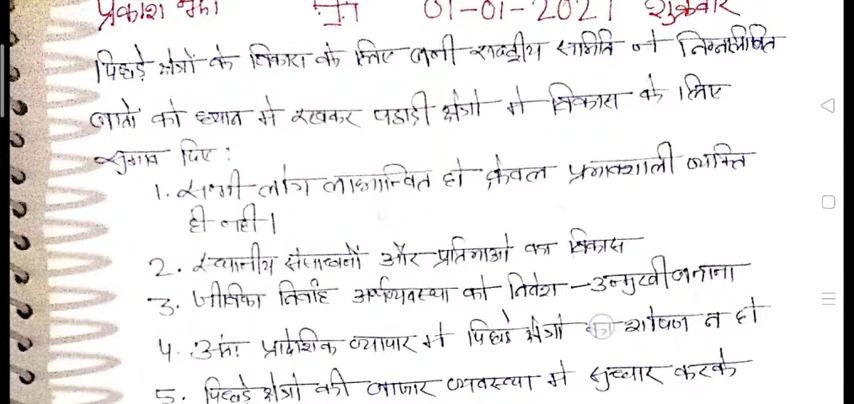 प्रकाश 01-01-2021 शुक्रवार
पिछड़े क्षेत्रों के विकास के लिए बनी राष्ट्रीय समिति ने निम्नलिखित
बातों को ध्यान मे रखकर पहाड़ी क्षेत्रो मे विकास के लिए
सुझाव दिए :
1. सभी लोग लाभान्वित हो केवल प्रभावशाली व्यक्ति
ही नही ।
2. स्थानीय संसाधनों और प्रतिभाओ का विकास
3. जीविका निर्वाह अर्थव्यवस्था को निवेश - उन्मुखी बनाना
4. अंतः प्रादेशिक व्यापार मे पिछड़े क्षेत्रो का शोषण न हो
5. पिछड़े क्षेत्रो की बाजार व्यवस्था मे सुधार करके